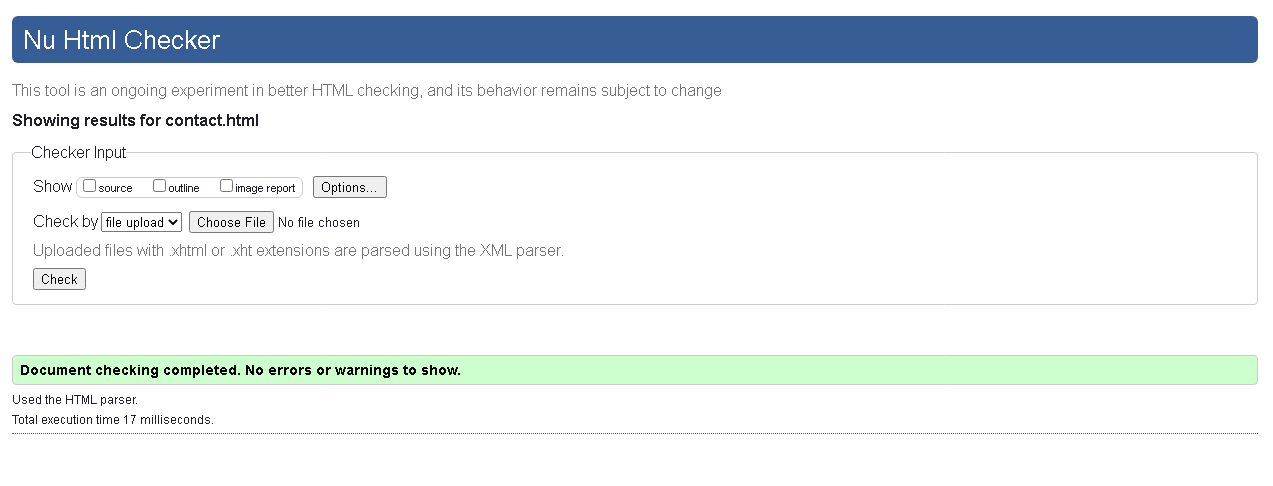 Nu Html Checker
This tool is an ongoing experiment in better HTML checking, and its behavior remains subject to change
Showing results for contact.html
Checker Input
Show source outline image report Options...
Check by file upload Choose File No file chosen
Uploaded files with .xhtml or .xht extensions are parsed using the XML parser.
Check
Document checking completed. No errors or warnings to show.
Used the HTML parser.
Total execution time 17 milliseconds.